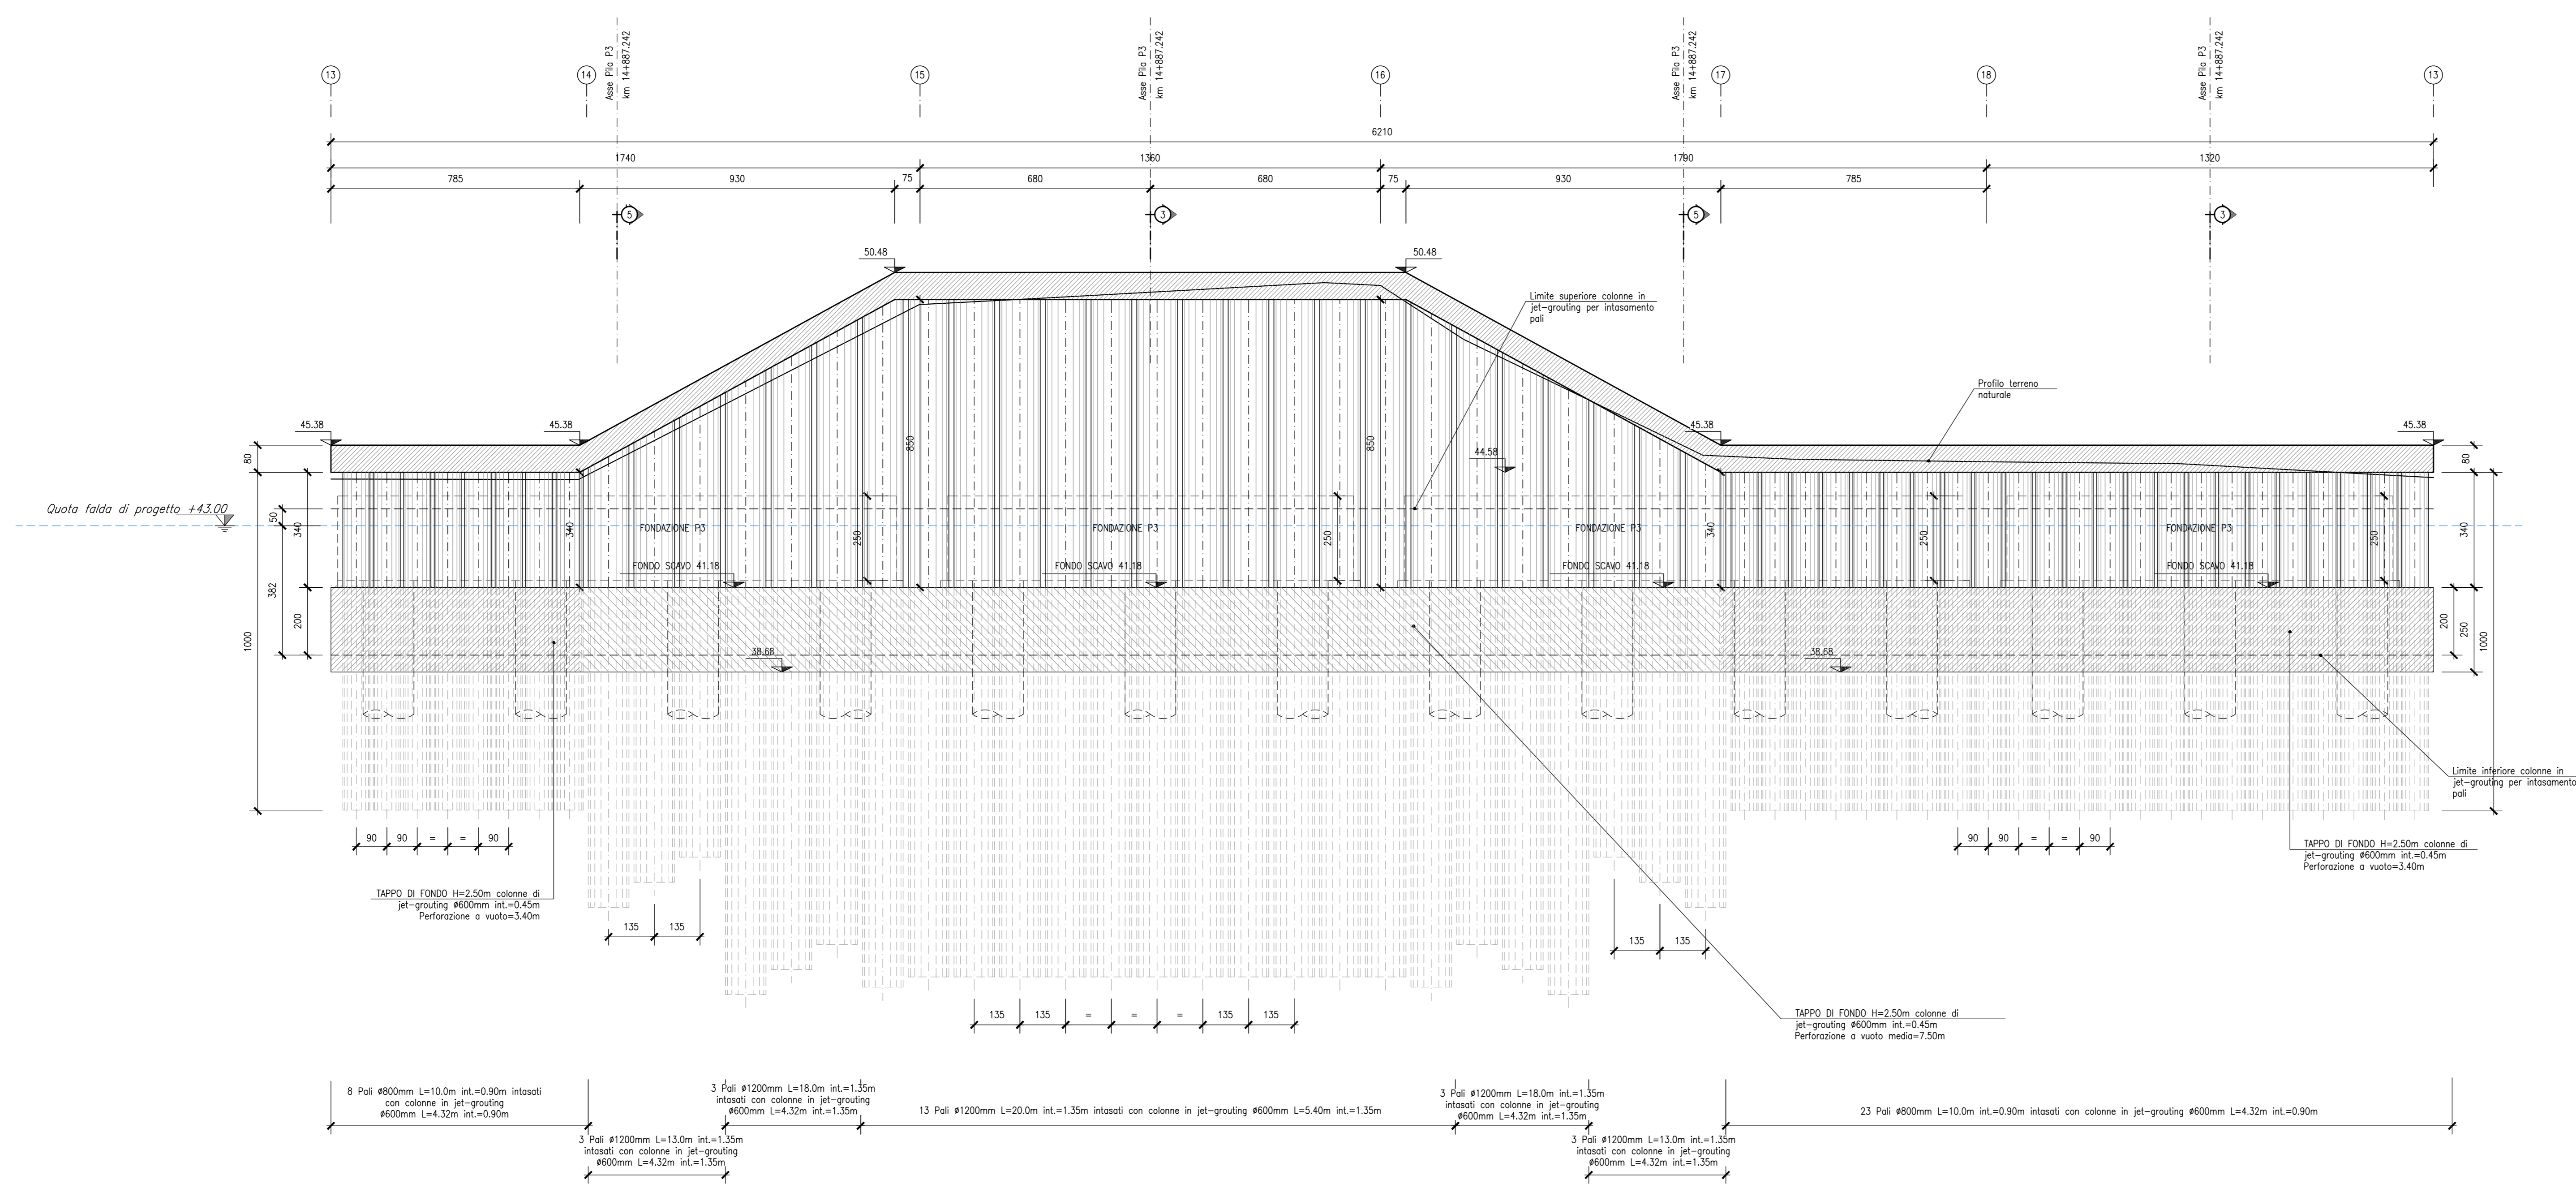 Asse Pila P3
km 14+887.242
Asse Pila P3
km 14+887.242
Asse Pila P3
km 14+887.242
Asse Pila P3
km 14+887.242
13
14
15
16
17
18
13
6210
1740
1360
1790
1320
785
930
75
680
680
75
930
785
5
3
5
3
50.48
50.48
Limite superiore colonne in
jet-grouting per intasamento
pali
Profilo terreno
naturale
45.38
45.38
45.38
45.38
44.58
850
850
80
80
Quota falda di progetto +43.00
50
340
340
340
340
382
200
1000
250
250
250
250
FONDAZIONE P3
FONDAZIONE P3
FONDAZIONE P3
FONDAZIONE P3
FONDO SCAVO 41.18
FONDO SCAVO 41.18
FONDO SCAVO 41.18
FONDO SCAVO 41.18
200
250
1000
38.68
38.68
Limite inferiore colonne in
jet-grouting per intasamento
pali
90
90
=
=
90
90
90
=
=
90
TAPPO DI FONDO H=2.50m colonne di
jet-grouting ø600mm int.=0.45m
Perforazione a vuoto=3.40m
TAPPO DI FONDO H=2.50m colonne di
jet-grouting ø600mm int.=0.45m
Perforazione a vuoto=3.40m
135
135
135
135
135
135
=
=
=
135
135
TAPPO DI FONDO H=2.50m colonne di
jet-grouting ø600mm int.=0.45m
Perforazione a vuoto media=7.50m
8 Pali ø800mm L=10.0m int.=0.90m intasati
con colonne in jet-grouting
ø600mm L=4.32m int.=0.90m
3 Pali ø1200mm L=13.0m int.=1.35m
intasati con colonne in jet-grouting
ø600mm L=4.32m int.=1.35m
3 Pali ø1200mm L=18.0m int.=1.35m
intasati con colonne in jet-grouting
ø600mm L=4.32m int.=1.35m
13 Pali ø1200mm L=20.0m int.=1.35m intasati con colonne in jet-grouting ø600mm L=5.40m int.=1.35m
3 Pali ø1200mm L=18.0m int.=1.35m
intasati con colonne in jet-grouting
ø600mm L=4.32m int.=1.35m
3 Pali ø1200mm L=13.0m int.=1.35m
intasati con colonne in jet-grouting
ø600mm L=4.32m int.=1.35m
23 Pali ø800mm L=10.0m int.=0.90m intasati con colonne in jet-grouting ø600mm L=4.32m int.=0.90m